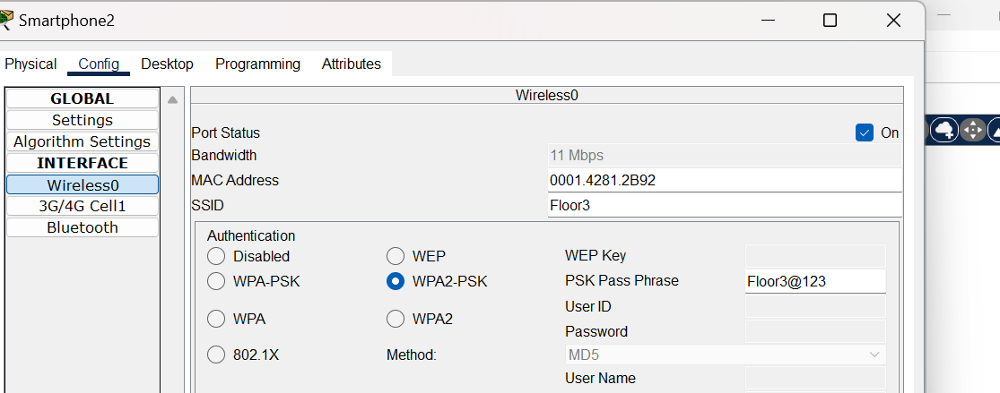 Smartphone2
Physical Config Desktop Programming Attributes
GLOBAL
Settings
Algorithm Settings
INTERFACE
Wireless0
3G/4G Cell1
Bluetooth
Wireless0
Port Status On
Bandwidth 11 Mbps
MAC Address 0001.4281.2B92
SSID Floor3
Authentication
Disabled WEP WEP Key
WPA-PSK WPA2-PSK PSK Pass Phrase Floor3@123
User ID
WPA WPA2
Password
802.1X Method: MD5
User Name